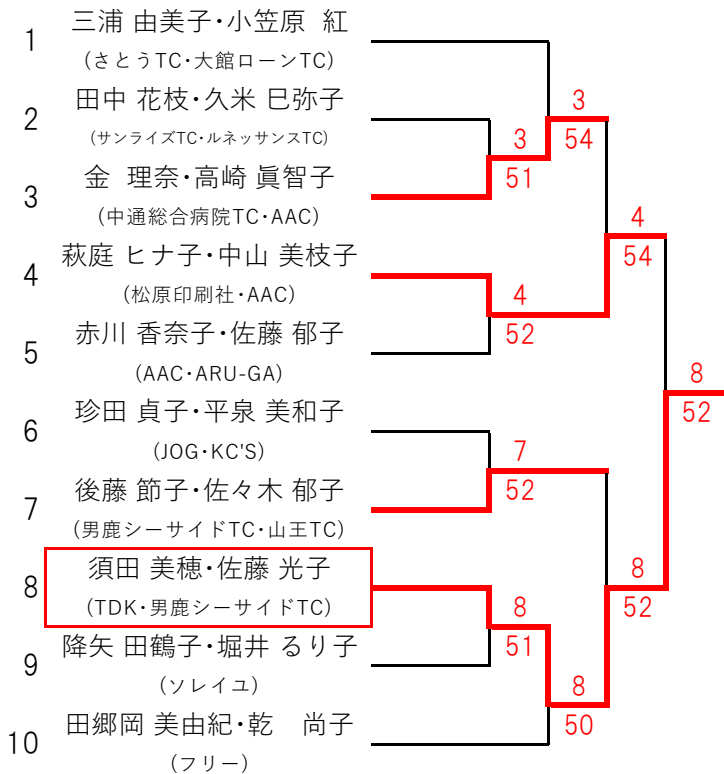 1
三浦 由美子・小笠原 紅
(さとうTC・大館ローンTC)
2
田中 花枝・久米 巳弥子
(サンライズTC・ルネッサンスTC)
3
金 理奈・高崎 眞智子
(中通総合病院TC・AAC)
4
萩庭 ヒナ子・中山 美枝子
(松原印刷社・AAC)
5
赤川 香奈子・佐藤 郁子
(AAC・ARU-GA)
6
珍田 貞子・平泉 美和子
(JOG・KC'S)
7
後藤 節子・佐々木 郁子
(男鹿シーサイドTC・山王TC)
8
須田 美穂・佐藤 光子
(TDK・男鹿シーサイドTC)
9
降矢 田鶴子・堀井 るり子
(ソレイユ)
10
田郷岡 美由紀・乾 尚子
(フリー)
3
51
4
52
7
52
8
51
3
54
8
50
4
54
8
52
8
52